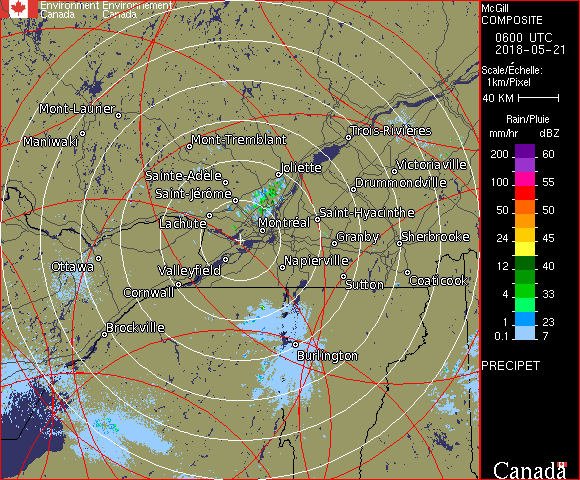 Environment Environnement
Canada Canada
McGill
COMPOSITE
0600 UTC
2018-05-21
Scale/Échelle:
1km/Pixel
40 KM
Rain/Pluie
mm/hr dBZ
200 60
100 55
50 50
24 45
12 40
4 33
1 23
0.1 7
PRECIPET
Canada
Mont-Laurier
Maniwaki
Mont-Tremblant
Trois-Rivières
Sainte-Adèle
Joliette
Victoriaville
Saint-Jérôme
Drummondville
Lachute
Montréal
Saint-Hyacinthe
Granby
Sherbrooke
Ottawa
Valleyfield
Napierville
Cornwall
Sutton
Coaticook
Brockville
Burlington